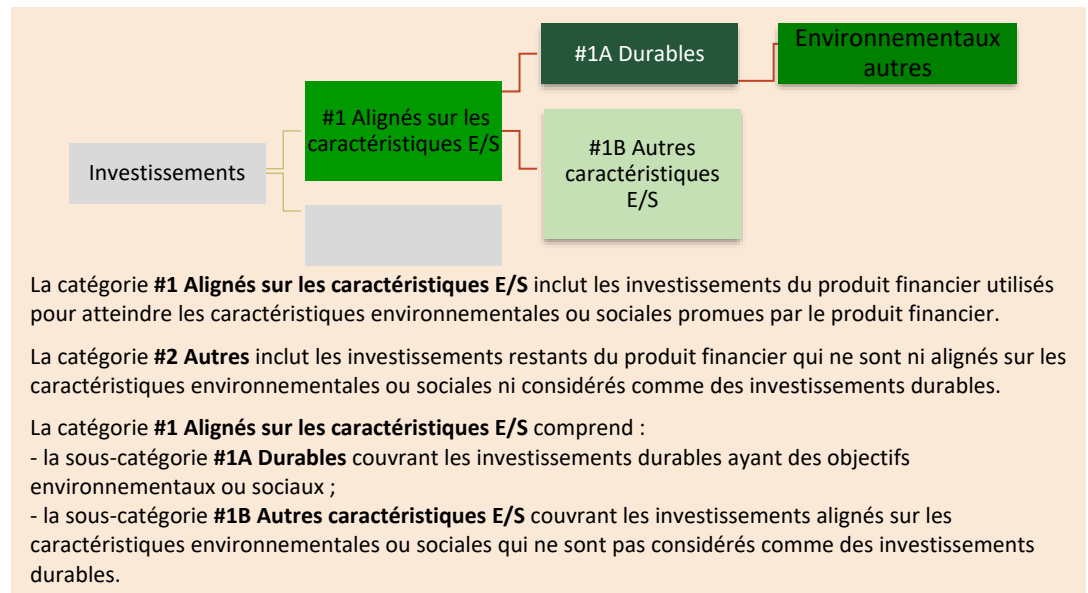 Environnementaux
autres
#1A Durables
#1 Alignés sur les
caractéristiques E/S
#1B Autres
caractéristiques
E/S
Investissements
La catégorie #1 Alignés sur les caractéristiques E/S inclut les investissements du produit financier utilisés
pour atteindre les caractéristiques environnementales ou sociales promues par le produit financier.
La catégorie #2 Autres inclut les investissements restants du produit financier qui ne sont ni alignés sur les
caractéristiques environnementales ou sociales ni considérés comme des investissements durables.
La catégorie #1 Alignés sur les caractéristiques E/S comprend :
- la sous-catégorie #1A Durables couvrant les investissements durables ayant des objectifs
environnementaux ou sociaux ;
- la sous-catégorie #1B Autres caractéristiques E/S couvrant les investissements alignés sur les
caractéristiques environnementales ou sociales qui ne sont pas considérés comme des investissements
durables.